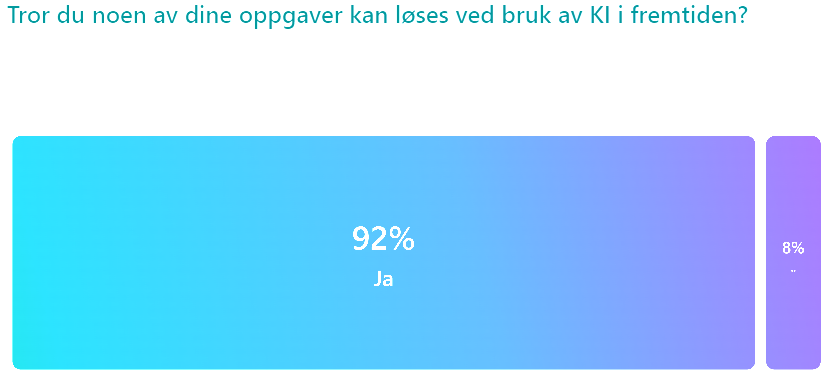 Tror du noen av dine oppgaver kan løses ved bruk av KI i fremtiden?
92%
Ja
8%
..